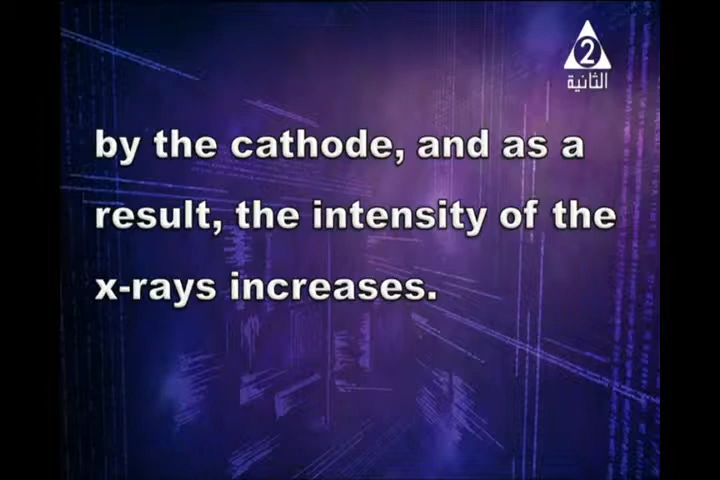 2
الثانية
by the cathode, and as a
result, the intensity of the
x-rays increases.